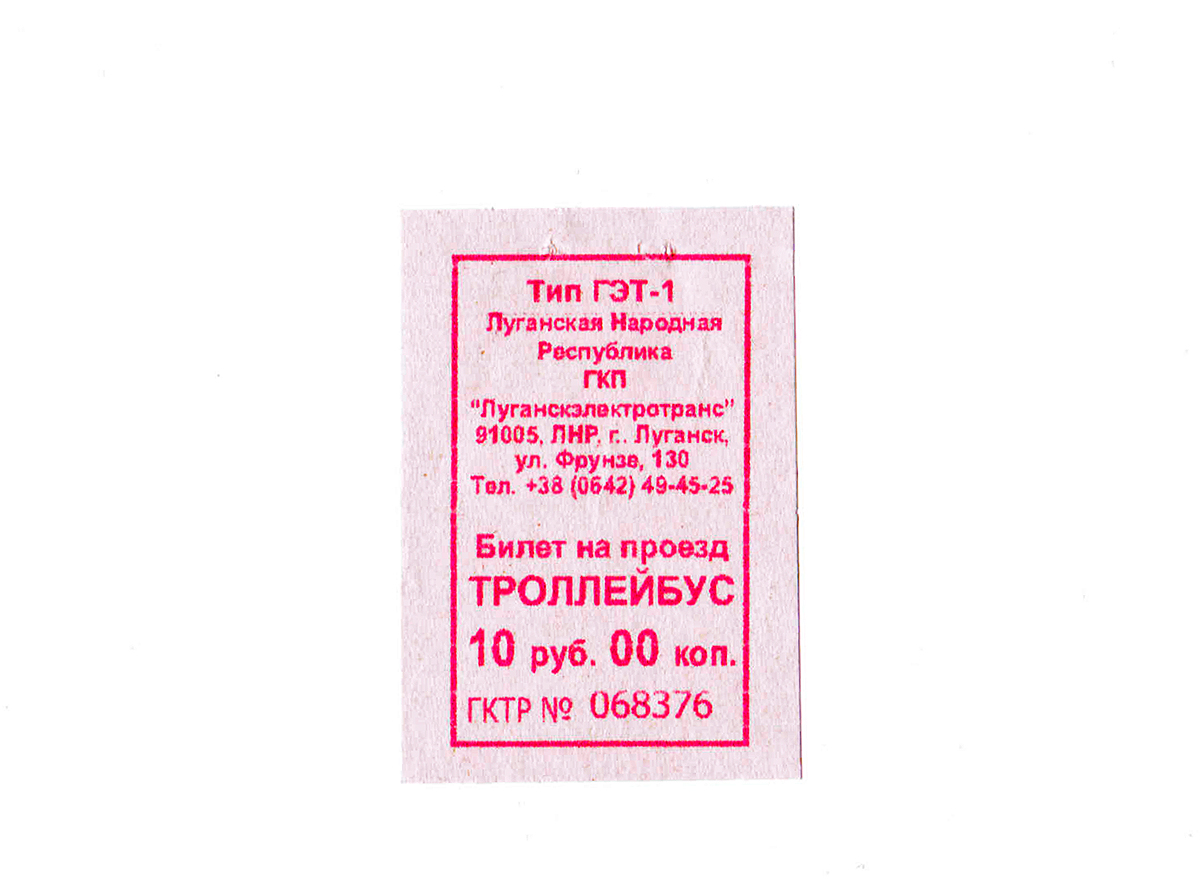 Тип ГЭТ-1
Луганская Народная
Республика
ГКП
"Луганскэлектротранс"
91005, ЛНР, г., Луганск,
ул. Фрунзе, 130
Тел. +38 (0642) 49-45-25
Билет на проезд
ТРОЛЛЕЙБУС
10 руб. 00 коп.
ГКТР № 068376